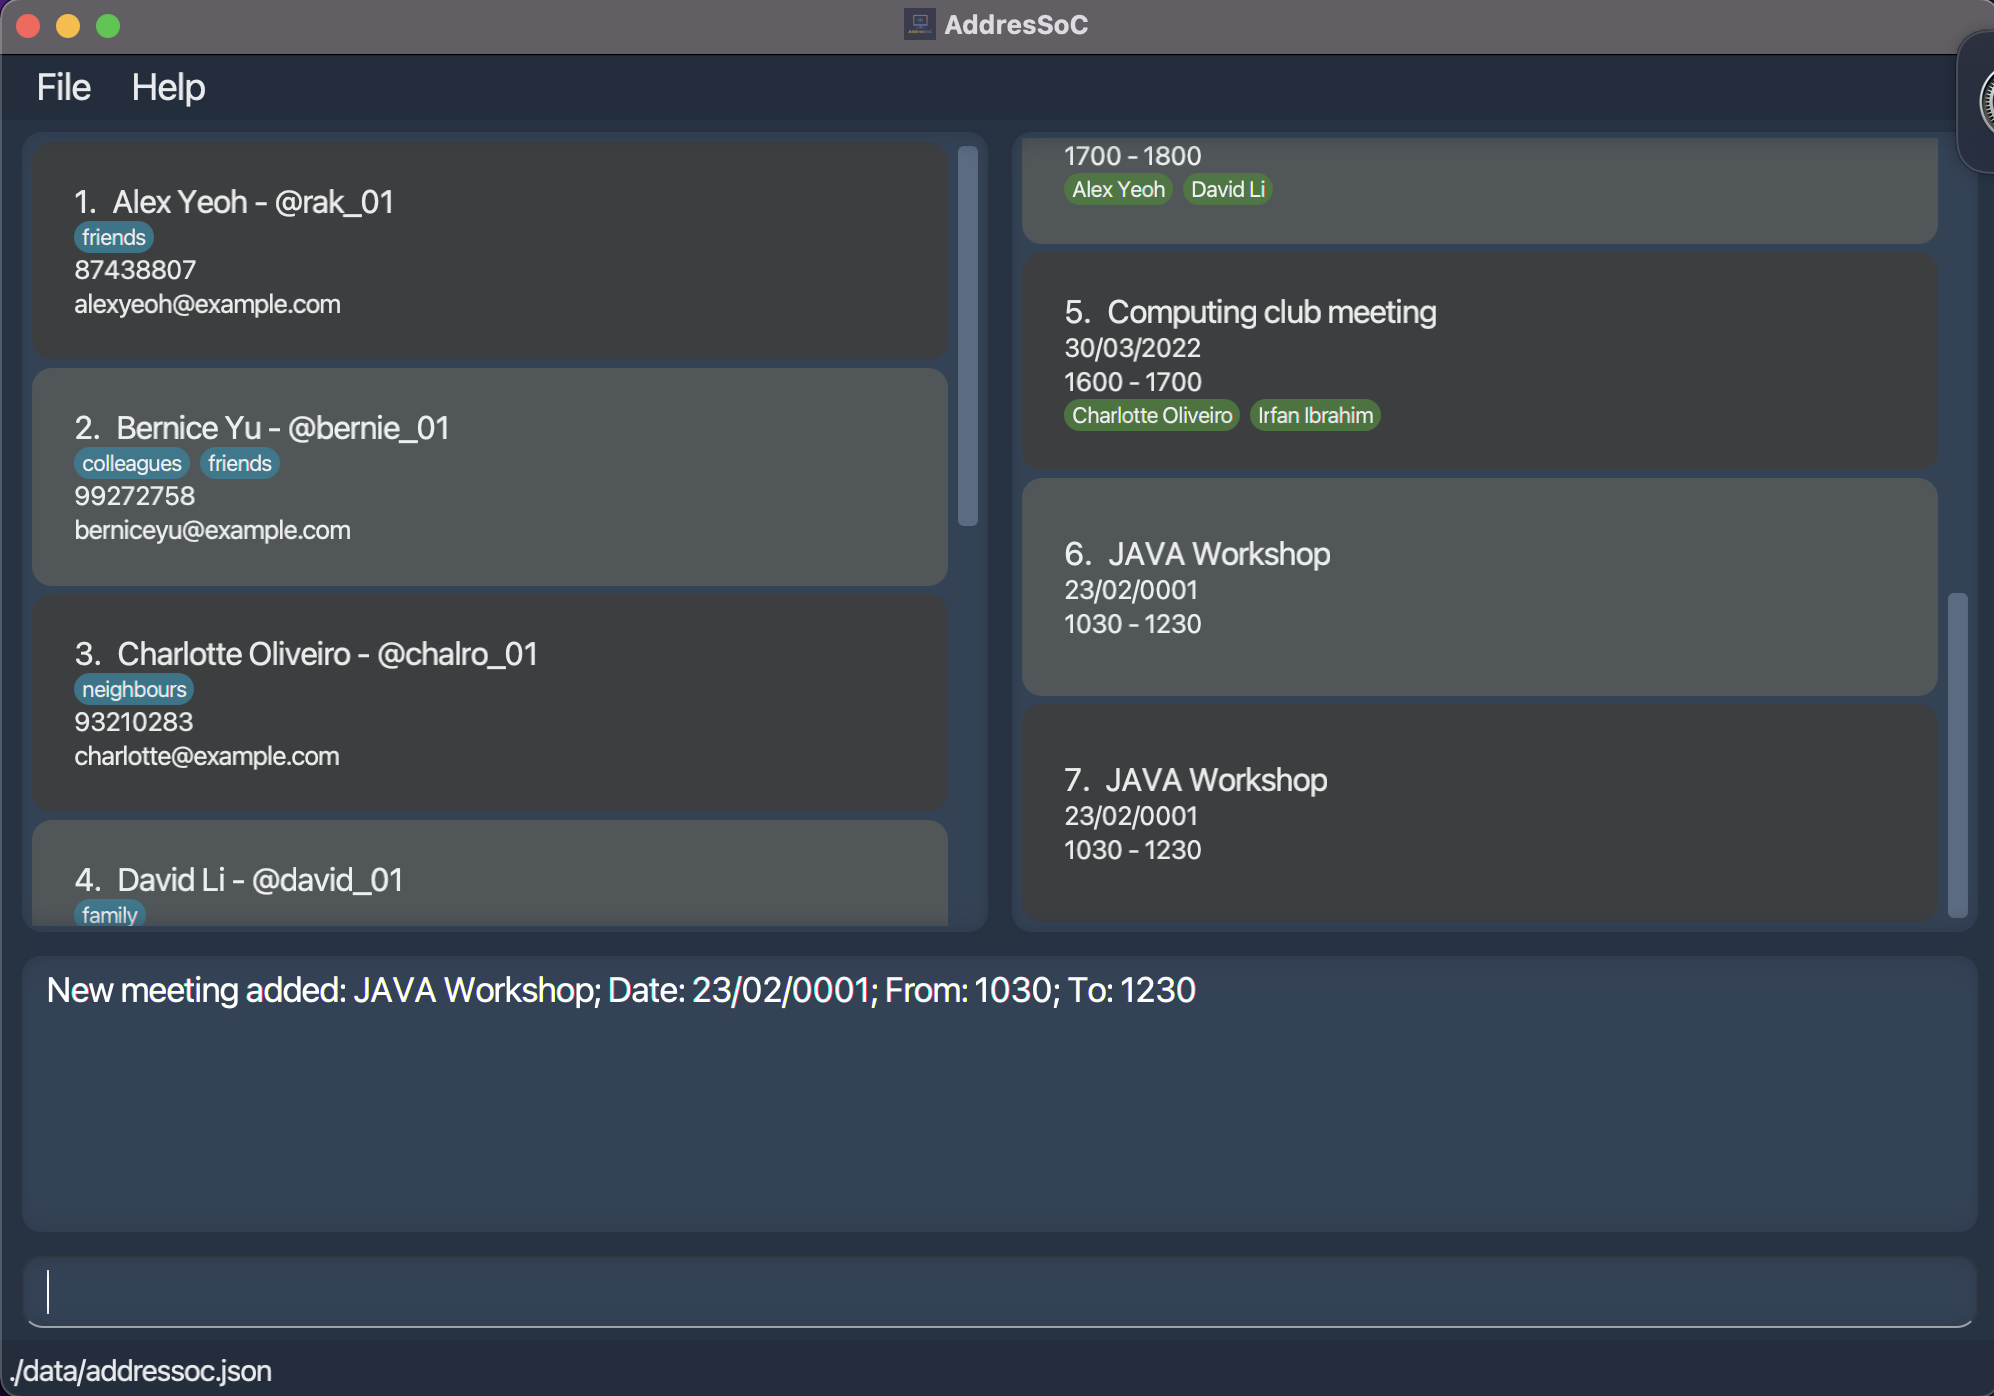 AddresSoC
File Help
1. Alex Yeoh - @rak_01
friends
87438807
alexyeoh@example.com
2. Bernice Yu - @bernie_01
colleagues friends
99272758
berniceyu@example.com
3. Charlotte Oliveiro - @chalro_01
neighbours
93210283
charlotte@example.com
4. David Li - @david_01
family
1700 - 1800
Alex Yeoh David Li
5. Computing club meeting
30/03/2022
1600 - 1700
Charlotte Oliveiro Irfan Ibrahim
6. JAVA Workshop
23/02/0001
1030 - 1230
7. JAVA Workshop
23/02/0001
1030 - 1230
New meeting added: JAVA Workshop; Date: 23/02/0001; From: 1030; To: 1230
./data/addressoc.json